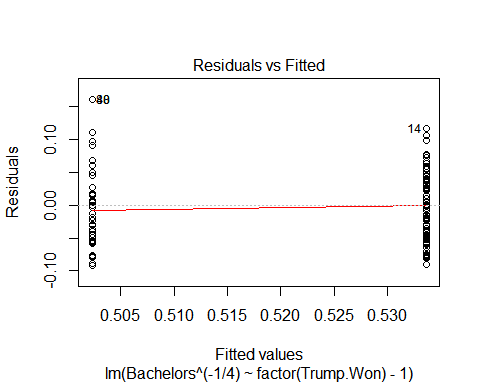 Residuals vs Fitted
Residuals
0.10
0.00
-0.10
14
0.505 0.510 0.515 0.520 0.525 0.530
Fitted values
lm(Bachelors^(-1/4) ~ factor(Trump.Won) - 1)